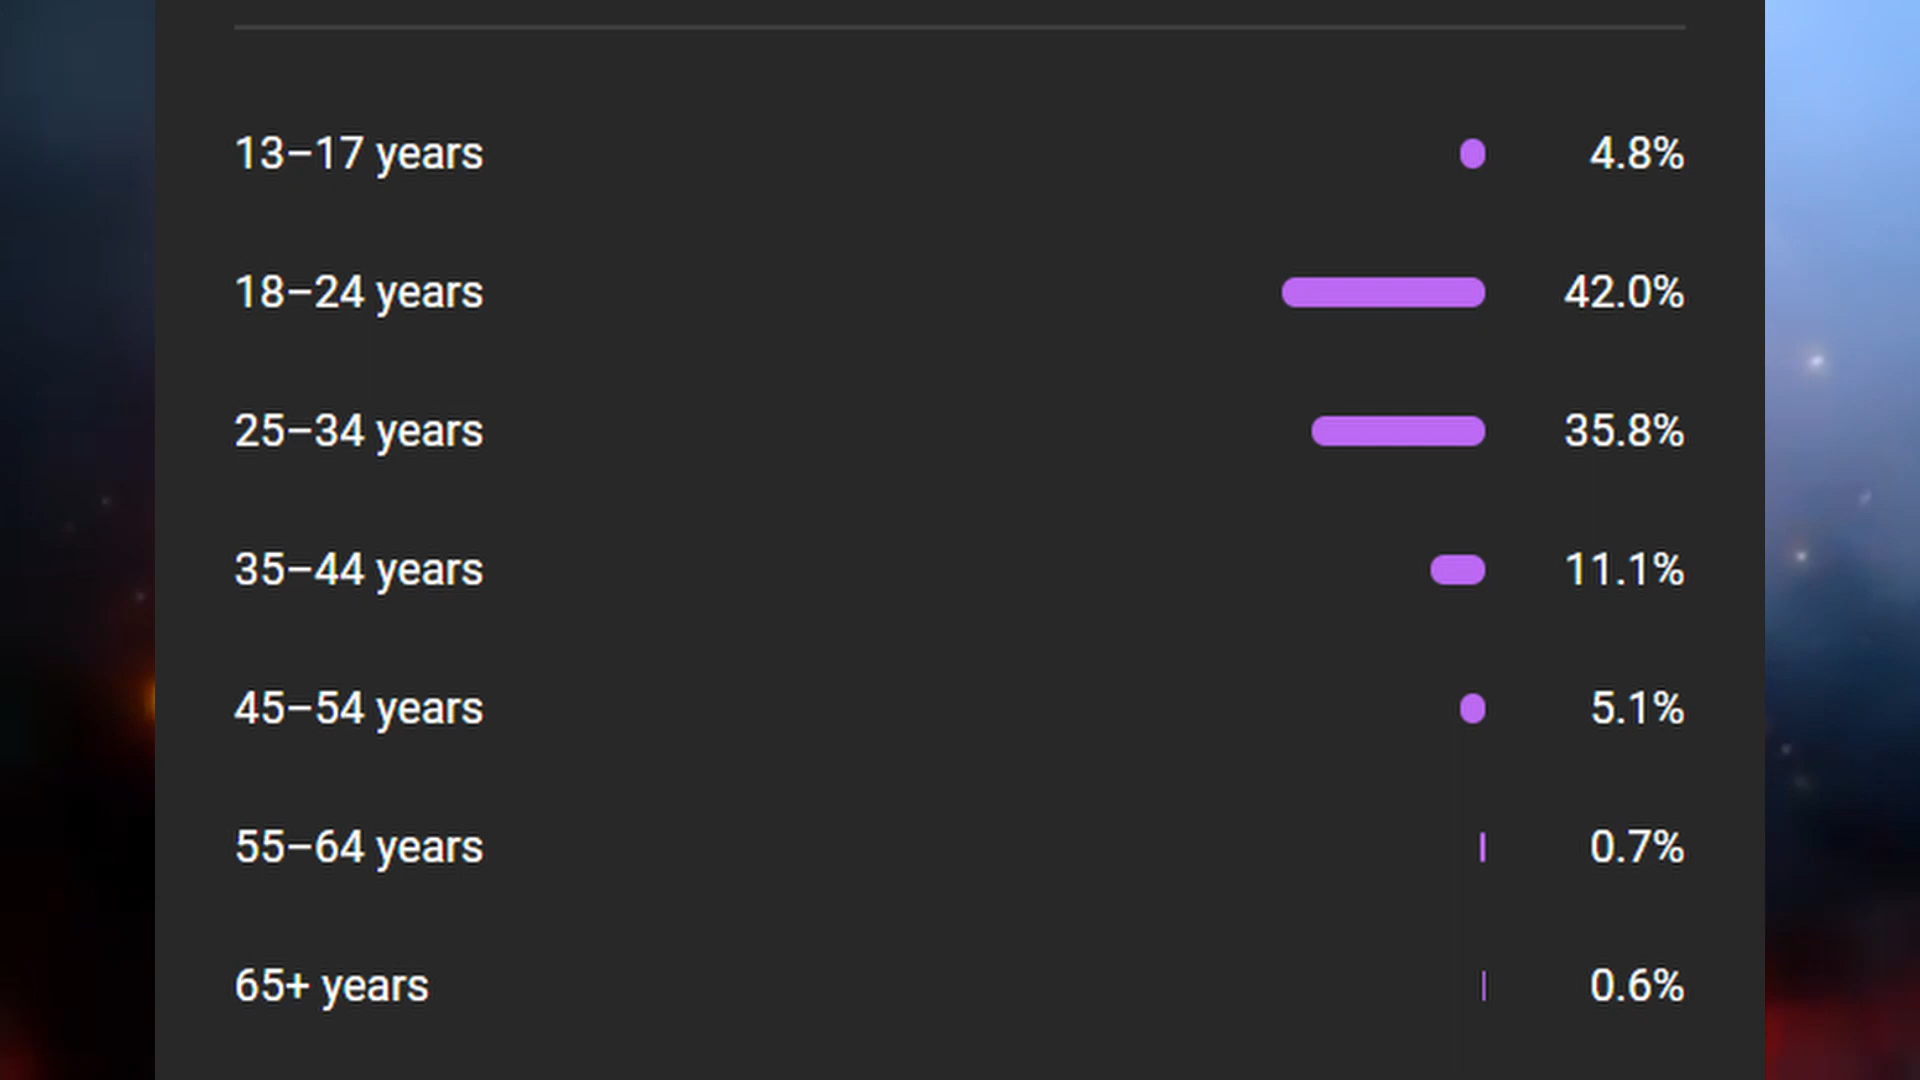 13–17 years 4.8%
18–24 years 42.0%
25–34 years 35.8%
35–44 years 11.1%
45–54 years 5.1%
55–64 years 0.7%
65+ years 0.6%